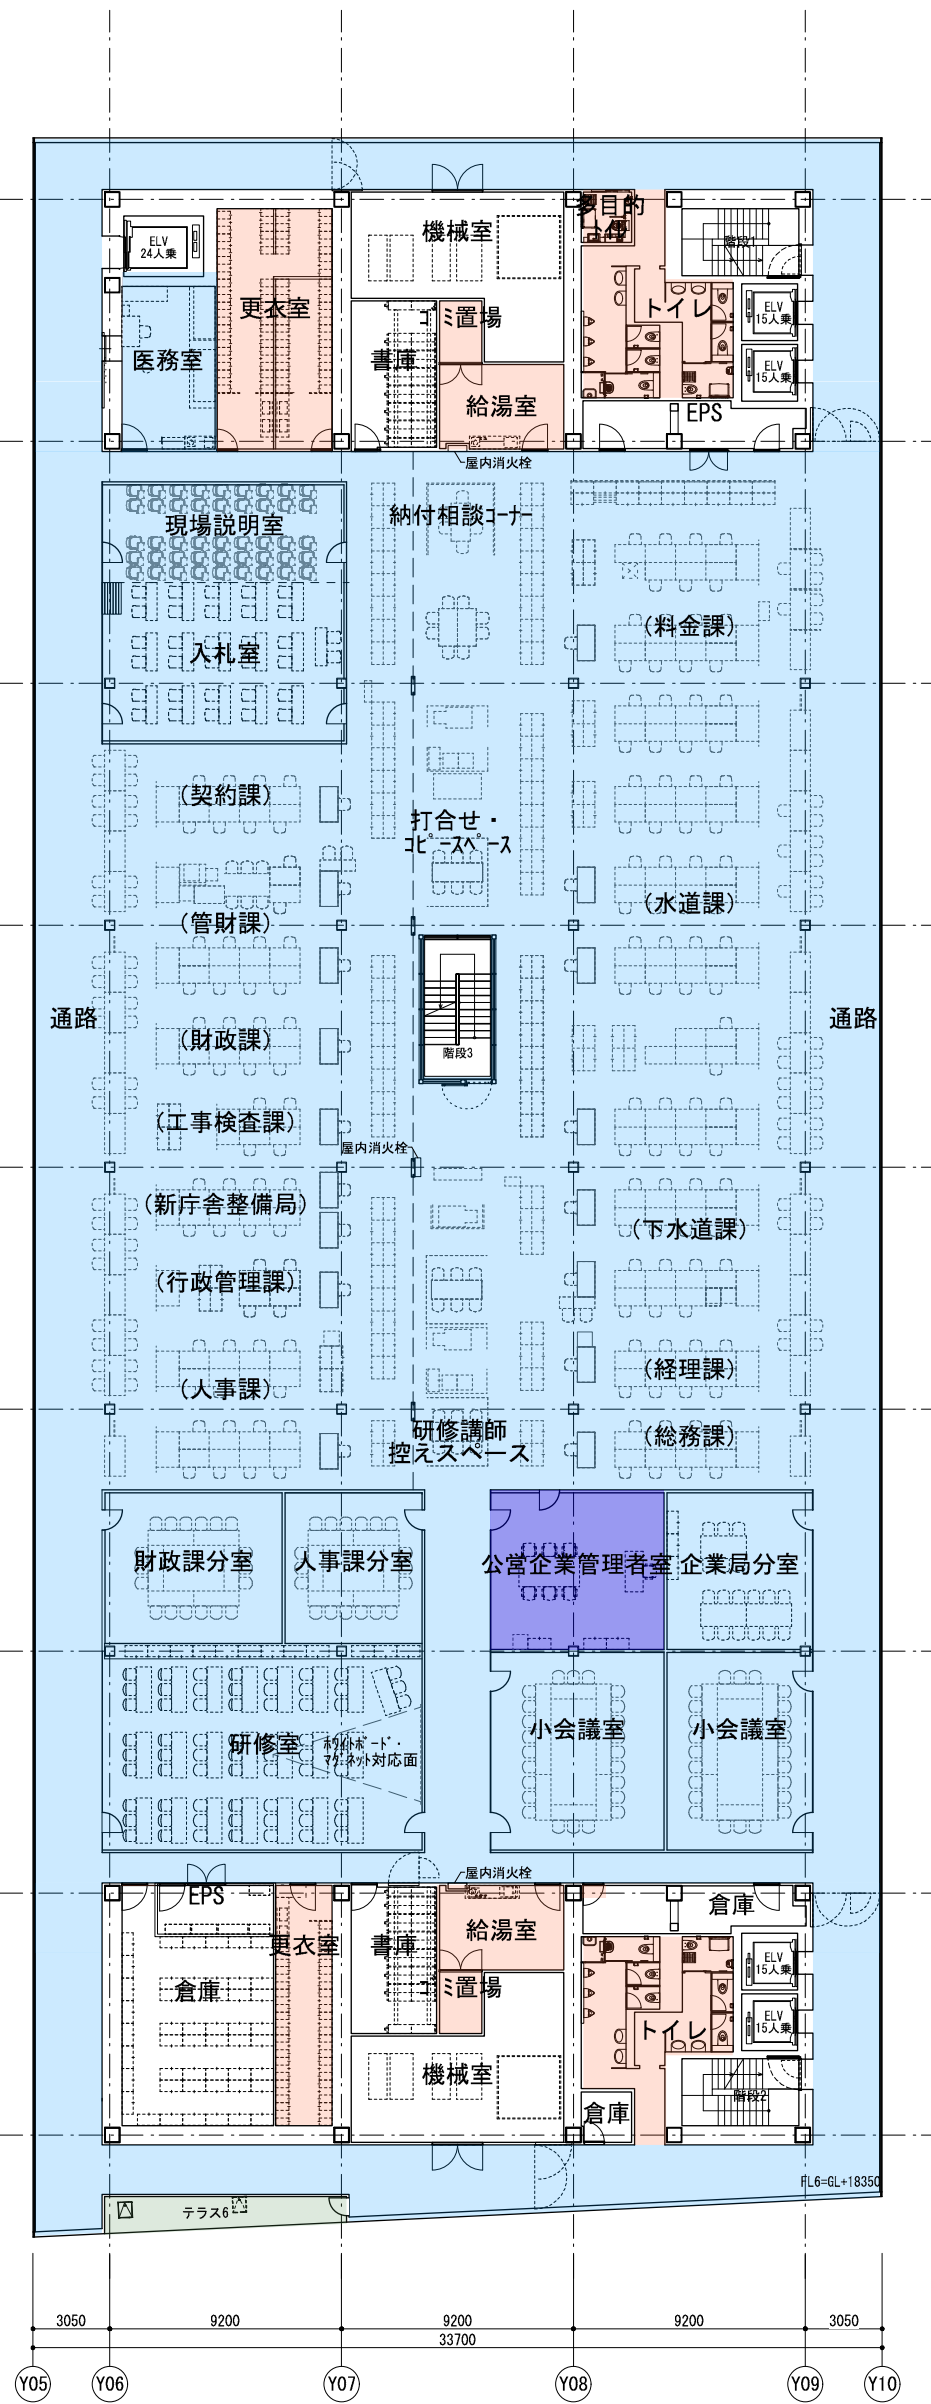 機械室
多目的
トイレ
ELV
24人乗
階段1
更衣室
ゴミ置場
トイレ
ELV
15人乗
医務室
書庫
ELV
15人乗
給湯室
EPS
屋内消火栓
現場説明室
納付相談ｺｰﾅｰ
(料金課)
入札室
(契約課)
打合せ・
ｺﾋﾟｰｽﾍﾟｰｽ
(水道課)
(管財課)
通路
通路
(財政課)
階段3
(工事検査課)
屋内消火栓
(新庁舎整備局)
(下水道課)
(行政管理課)
(経理課)
(人事課)
研修講師
控えスペース
(総務課)
財政課分室
人事課分室
公営企業管理者室
企業局分室
研修室
ﾎﾜｲﾄﾎﾞｰﾄﾞ・
ﾏｸﾞﾈｯﾄ対応面
小会議室
小会議室
屋内消火栓
EPS
倉庫
更衣室
書庫
給湯室
ELV
15人乗
倉庫
ゴミ置場
トイレ
ELV
15人乗
機械室
階段2
倉庫
FL6=GL+18350
テラス6
3050
9200
9200
9200
3050
33700
Y05
Y06
Y07
Y08
Y09
Y10